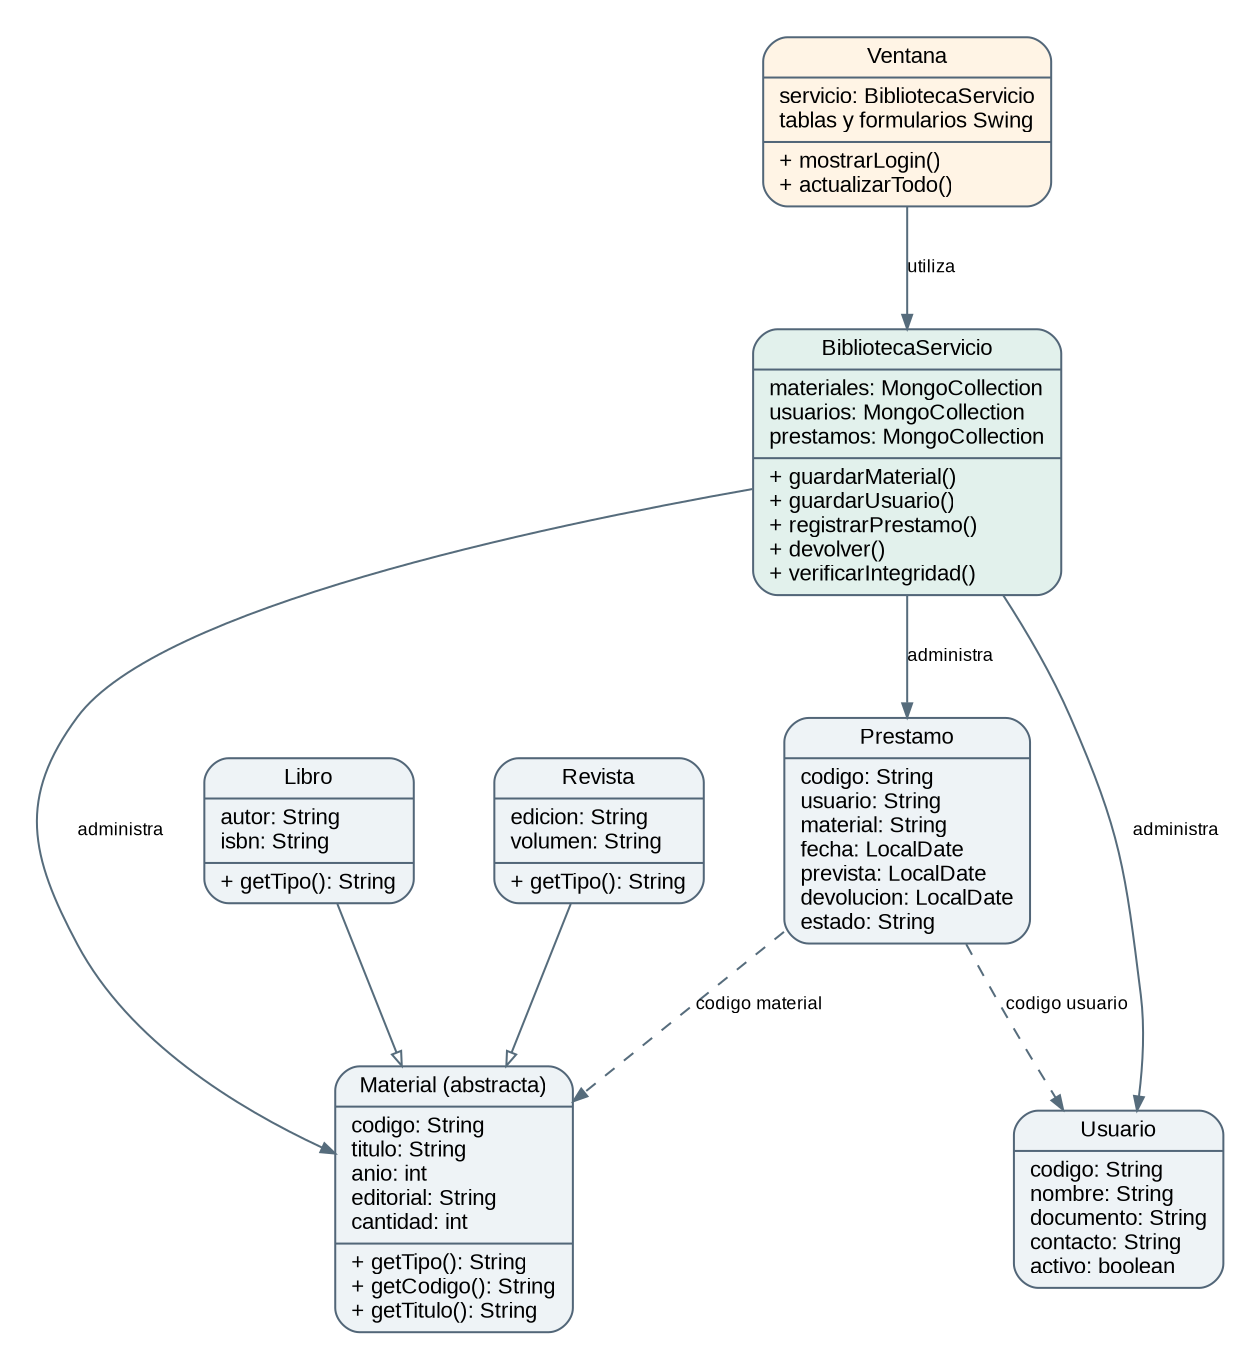 Ventana
servicio: BibliotecaServicio
tablas y formularios Swing
+ mostrarLogin()
+ actualizarTodo()
utiliza
BibliotecaServicio
materiales: MongoCollection
usuarios: MongoCollection
prestamos: MongoCollection
+ guardarMaterial()
+ guardarUsuario()
+ registrarPrestamo()
+ devolver()
+ verificarIntegridad()
administra
administra
administra
Libro
autor: String
isbn: String
+ getTipo(): String
Revista
edicion: String
volumen: String
+ getTipo(): String
Prestamo
codigo: String
usuario: String
material: String
fecha: LocalDate
prevista: LocalDate
devolucion: LocalDate
estado: String
codigo material
codigo usuario
Material (abstracta)
codigo: String
titulo: String
anio: int
editorial: String
cantidad: int
+ getTipo(): String
+ getCodigo(): String
+ getTitulo(): String
Usuario
codigo: String
nombre: String
documento: String
contacto: String
activo: boolean